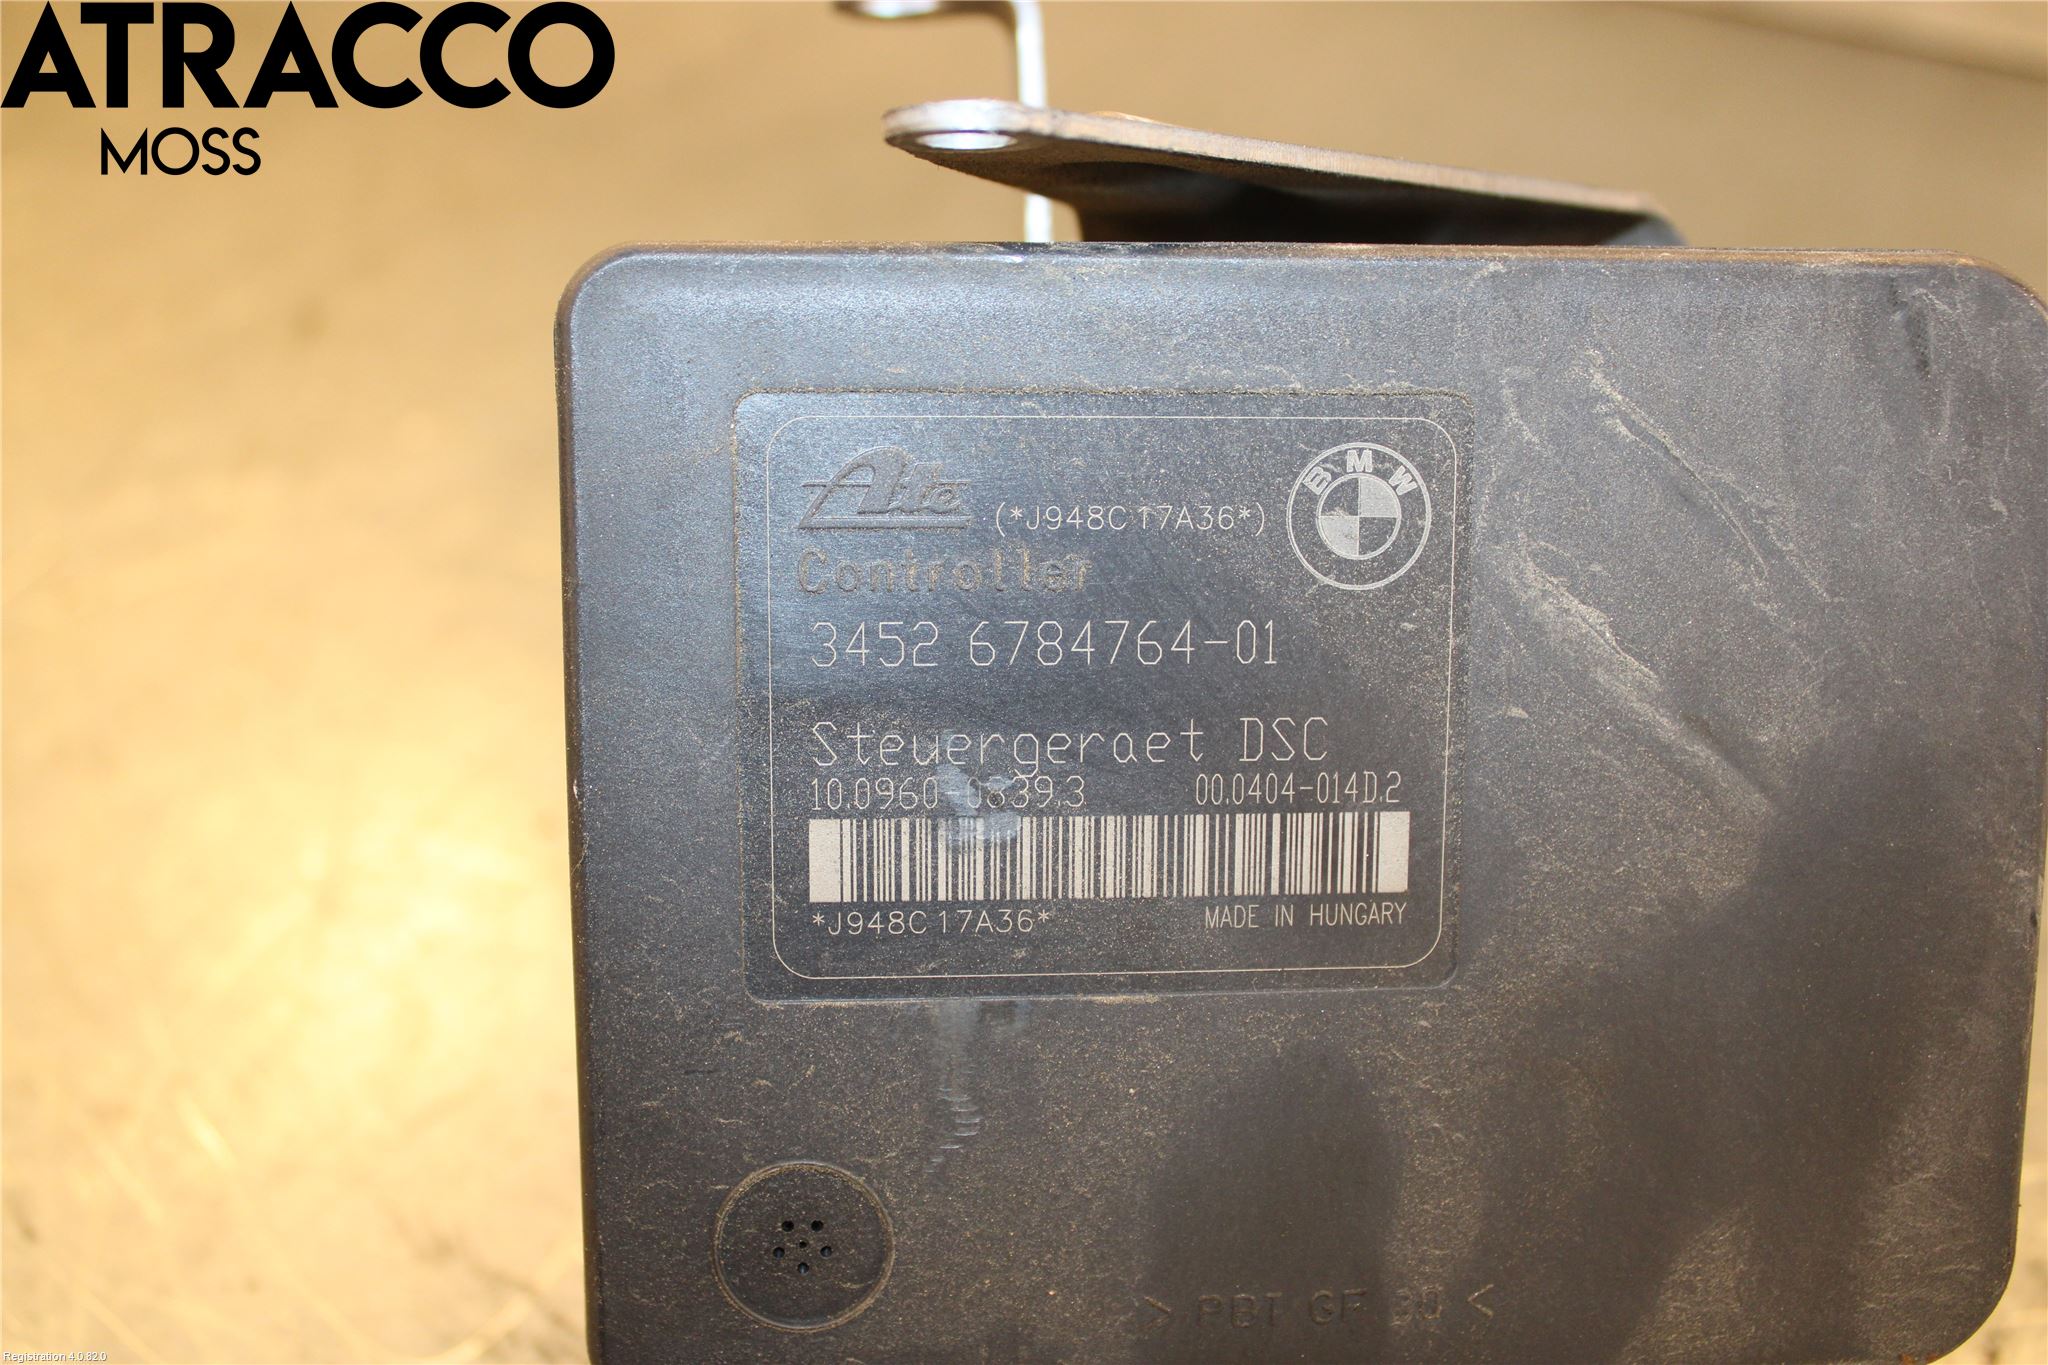 ATRACCO
MOSS
BMW
Ate (*J948C17A36*)
Controller
3452 6784764-01
Steuergeraet DSC
10.0960-0839.3 00.0404-014D.2
*J948C17A36* MADE IN HUNGARY
> PBT GF 30 <
Registration 4.0.82.0